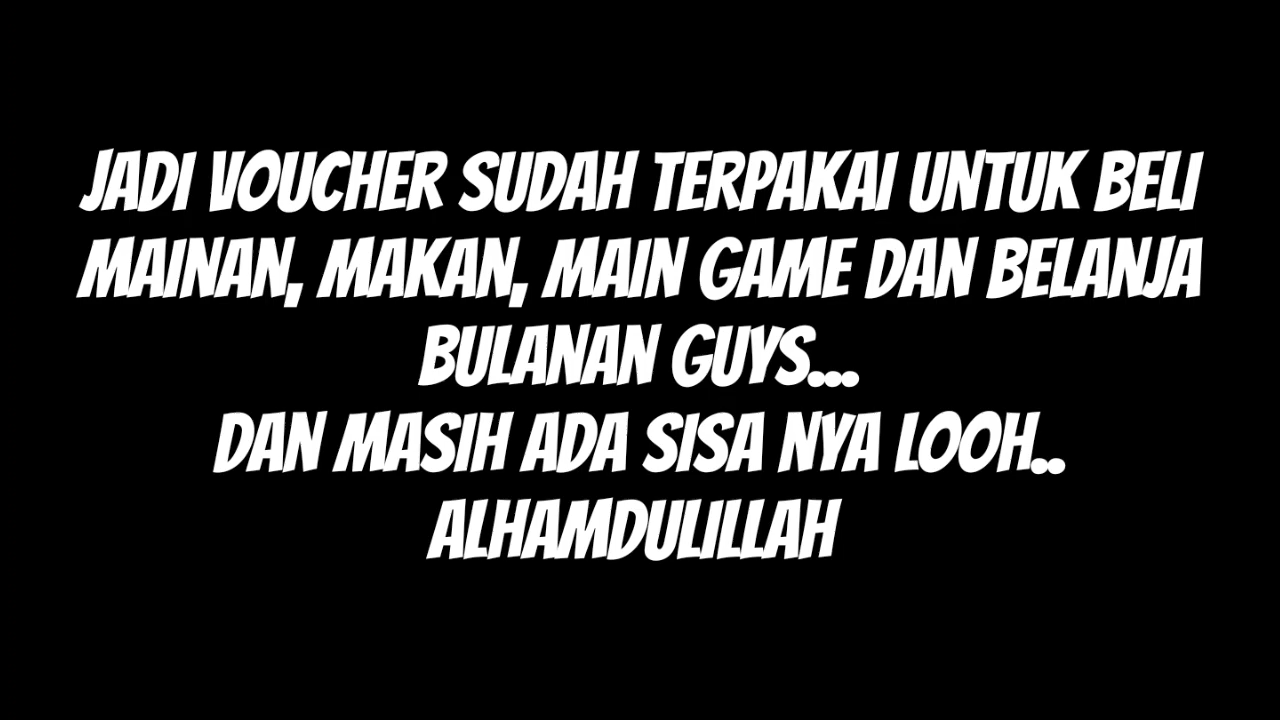 JADI VOUCHER SUDAH TERPAKAI UNTUK BELI
MAINAN, MAKAN, MAIN GAME DAN BELANJA
BULANAN GUYS...
DAN MASIH ADA SISA NYA LOOH..
ALHAMDULILLAH